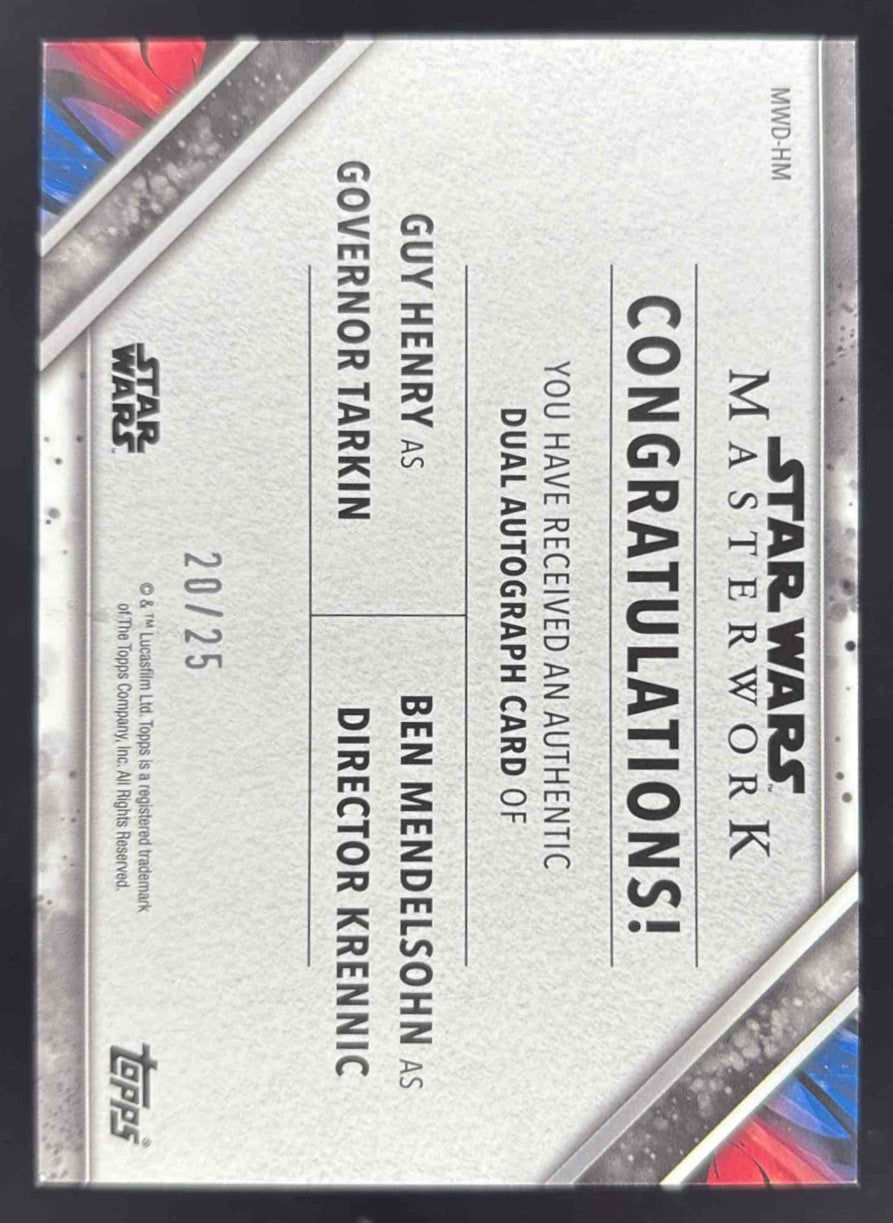 MWD-HM
STAR WARS™
MASTERWORK
CONGRATULATIONS!
YOU HAVE RECEIVED AN AUTHENTIC
DUAL AUTOGRAPH CARD OF
GUY HENRY AS
GOVERNOR TARKIN
BEN MENDELSOHN AS
DIRECTOR KRENNIC
20/25
STAR
WARS™
© & ™ Lucasfilm Ltd. Topps is a registered trademark
of The Topps Company, Inc. All Rights Reserved.
topps®